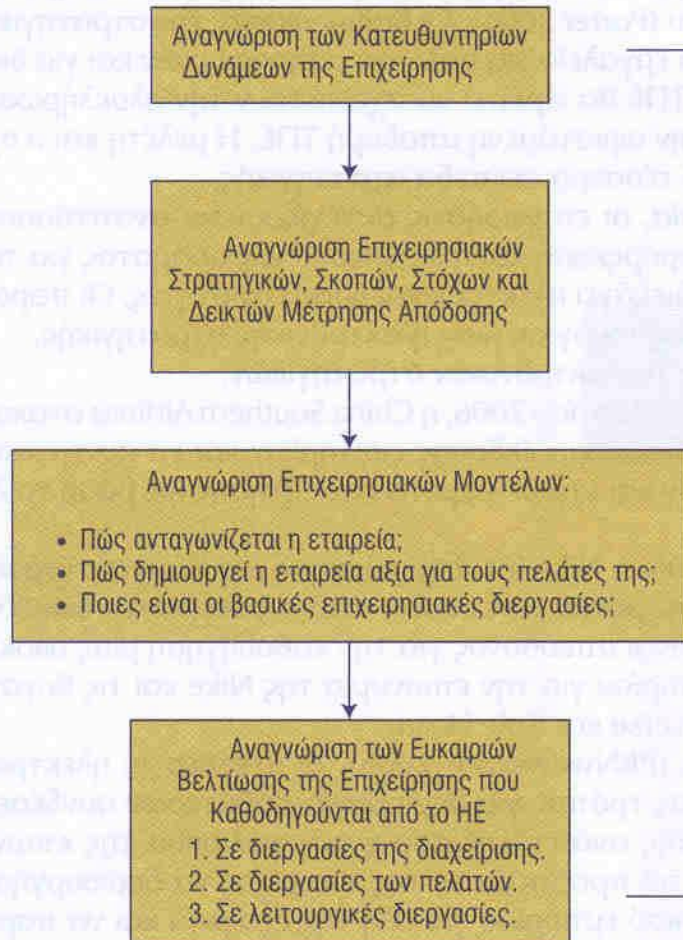 Αναγνώριση των Κατευθυντηρίων
Δυνάμεων της Επιχείρησης
Αναγνώριση Επιχειρησιακών
Στρατηγικών, Σκοπών, Στόχων και
Δεικτών Μέτρησης Απόδοσης
Αναγνώριση Επιχειρησιακών Μοντέλων:
• Πώς ανταγωνίζεται η εταιρεία;
• Πώς δημιουργεί η εταιρεία αξία για τους πελάτες της;
• Ποιες είναι οι βασικές επιχειρησιακές διεργασίες;
Αναγνώριση των Ευκαιριών
Βελτίωσης της Επιχείρησης που
Καθοδηγούνται από το ΗΕ
1. Σε διεργασίες της διαχείρισης.
2. Σε διεργασίες των πελατών.
3. Σε λειτουργικές διεργασίες.